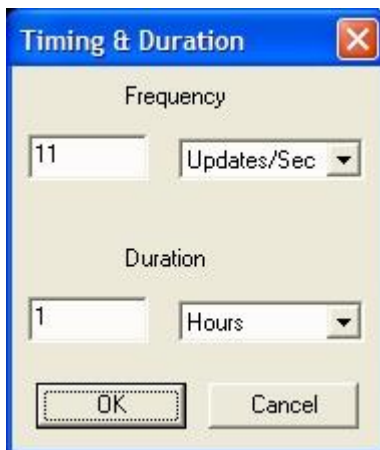 Timing & Duration
Frequency
11 Updates/Sec
Duration
1 Hours
OK Cancel